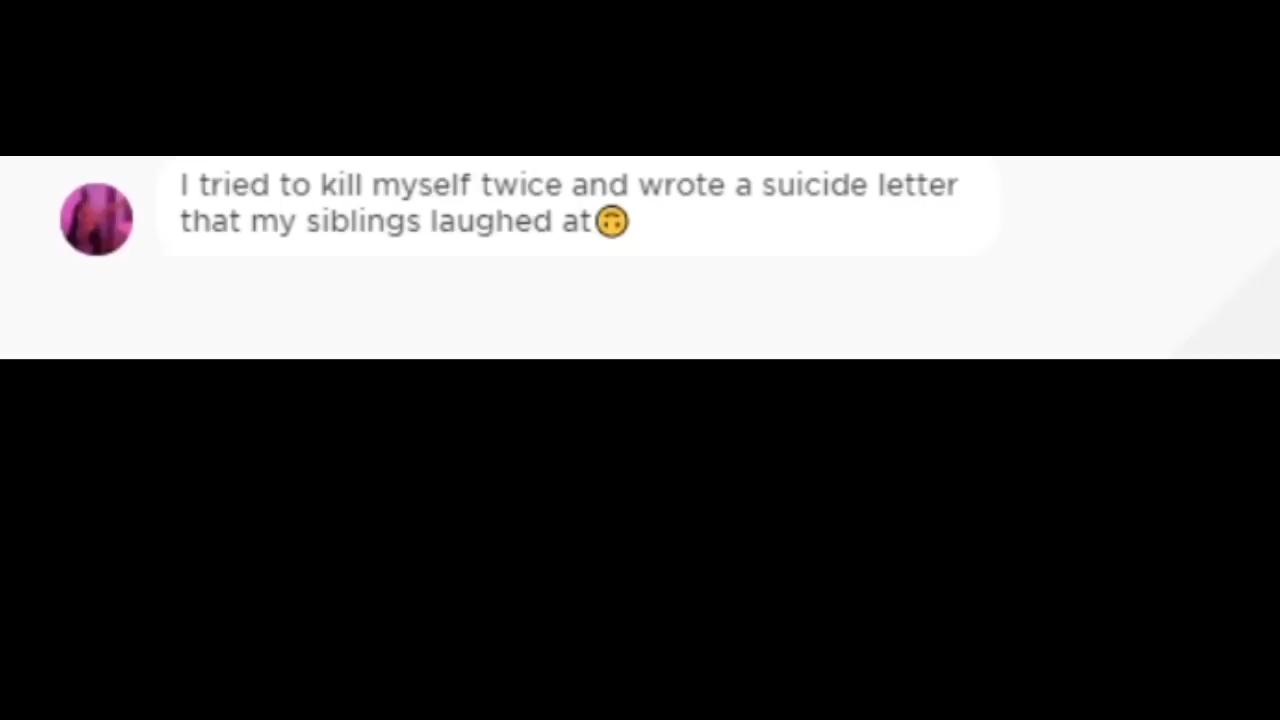 I tried to kill myself twice and wrote a suicide letter
that my siblings laughed at🙃